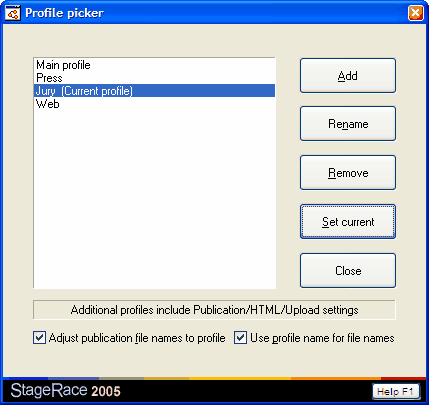 Profile picker
Main profile
Press
Jury (Current profile)
Web
Add
Rename
Remove
Set current
Close
Additional profiles include Publication/HTML/Upload settings
Adjust publication file names to profile
Use profile name for file names
StageRace 2005
Help F1